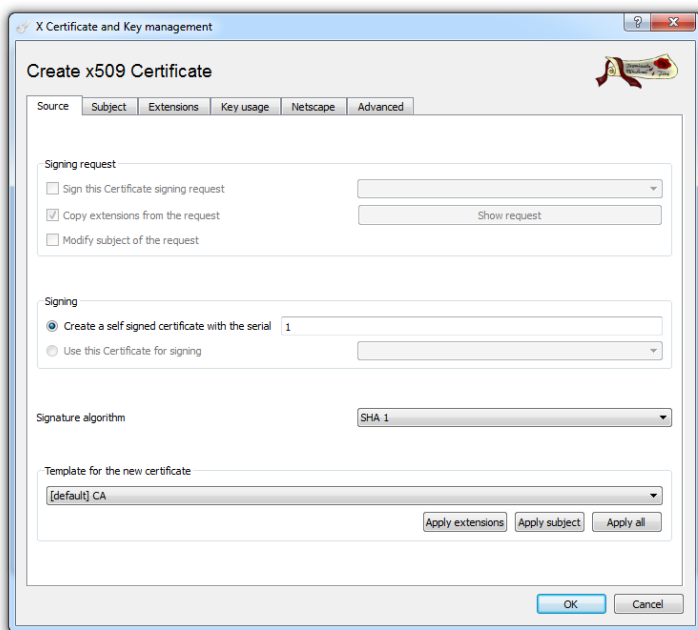 X Certificate and Key management
Create x509 Certificate
Source Subject Extensions Key usage Netscape Advanced
Signing request
Sign this Certificate signing request
Copy extensions from the request Show request
Modify subject of the request
Signing
Create a self signed certificate with the serial 1
Use this Certificate for signing
Signature algorithm SHA 1
Template for the new certificate
[default] CA
Apply extensions Apply subject Apply all
OK Cancel